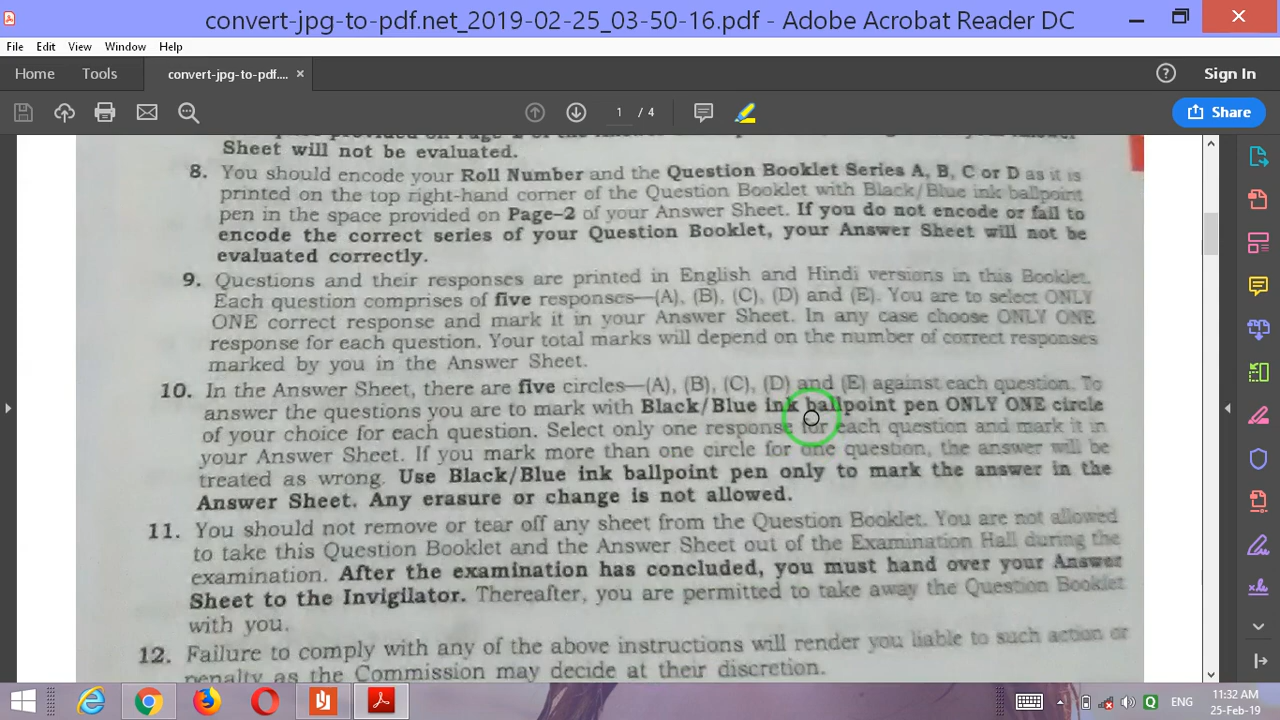 convert-jpg-to-pdf.net_2019-02-25_03-50-16.pdf - Adobe Acrobat Reader DC
File Edit View Window Help
Home Tools convert-jpg-to-pdf.... × Sign In
1 / 4 Share
Sheet will not be evaluated.
8. You should encode your Roll Number and the Question Booklet Series A, B, C or D as it is
printed on the top right-hand corner of the Question Booklet with Black/Blue ink ballpoint
pen in the space provided on Page-2 of your Answer Sheet. If you do not encode or fail to
encode the correct series of your Question Booklet, your Answer Sheet will not be
evaluated correctly.
9. Questions and their responses are printed in English and Hindi versions in this Booklet.
Each question comprises of five responses—(A), (B), (C), (D) and (E). You are to select ONLY
ONE correct response and mark it in your Answer Sheet. In any case choose ONLY ONE
response for each question. Your total marks will depend on the number of correct responses
marked by you in the Answer Sheet.
10. In the Answer Sheet, there are five circles—(A), (B), (C), (D) and (E) against each question. To
answer the questions you are to mark with Black/Blue ink ballpoint pen ONLY ONE circle
of your choice for each question. Select only one response for each question and mark it in
your Answer Sheet. If you mark more than one circle for one question, the answer will be
treated as wrong. Use Black/Blue ink ballpoint pen only to mark the answer in the
Answer Sheet. Any erasure or change is not allowed.
11. You should not remove or tear off any sheet from the Question Booklet. You are not allowed
to take this Question Booklet and the Answer Sheet out of the Examination Hall during the
examination. After the examination has concluded, you must hand over your Answer
Sheet to the Invigilator. Thereafter, you are permitted to take away the Question Booklet
with you.
12. Failure to comply with any of the above instructions will render you liable to such action or
penalty as the Commission may decide at their discretion.
ENG
11:32 AM
25-Feb-19